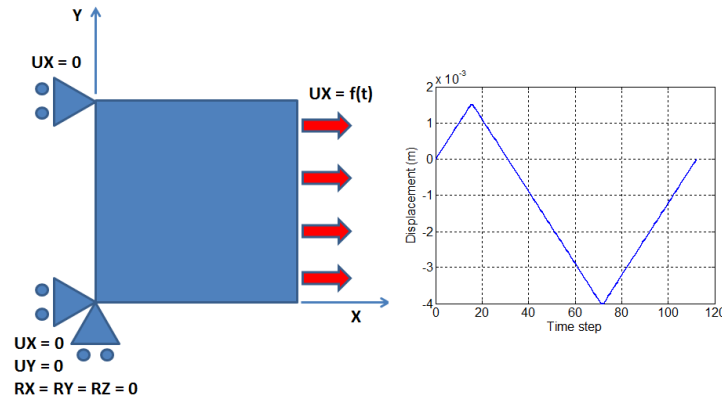 Y
UX = 0
UX = f(t)
X
UX = 0
UY = 0
RX = RY = RZ = 0
x 10⁻³
2
1
0
-1
-2
-3
-4
0 20 40 60 80 100 120
Displacement (m)
Time step